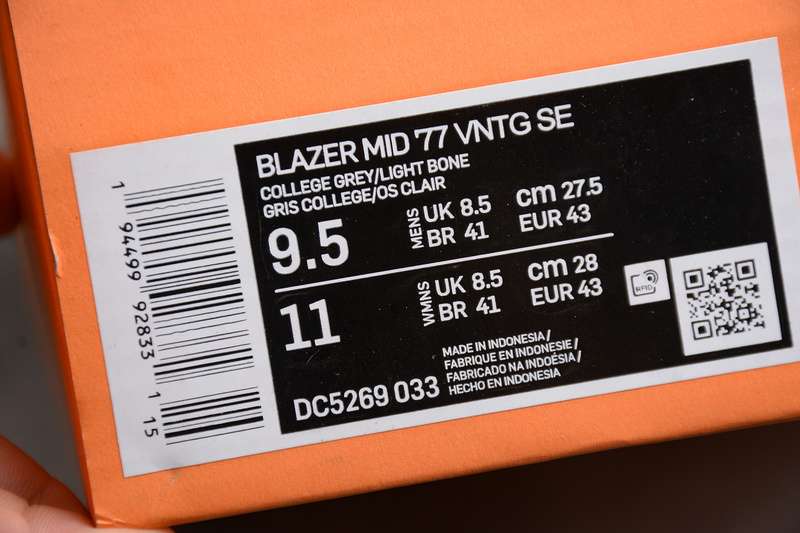 BLAZER MID 77 VNTG SE
COLLEGE GREY/LIGHT BONE
GRIS COLLEGE/OS CLAIR
9.5 MENS UK 8.5 cm 27.5
BR 41 EUR 43
11 WMNS UK 8.5 cm 28
BR 41 EUR 43
RFID
MADE IN INDONESIA/
FABRIQUE EN INDONESIE/
FABRICADO NA INDOÉSIA/
HECHO EN INDONESIA
DC5269 033
1 94499 92833 1 15